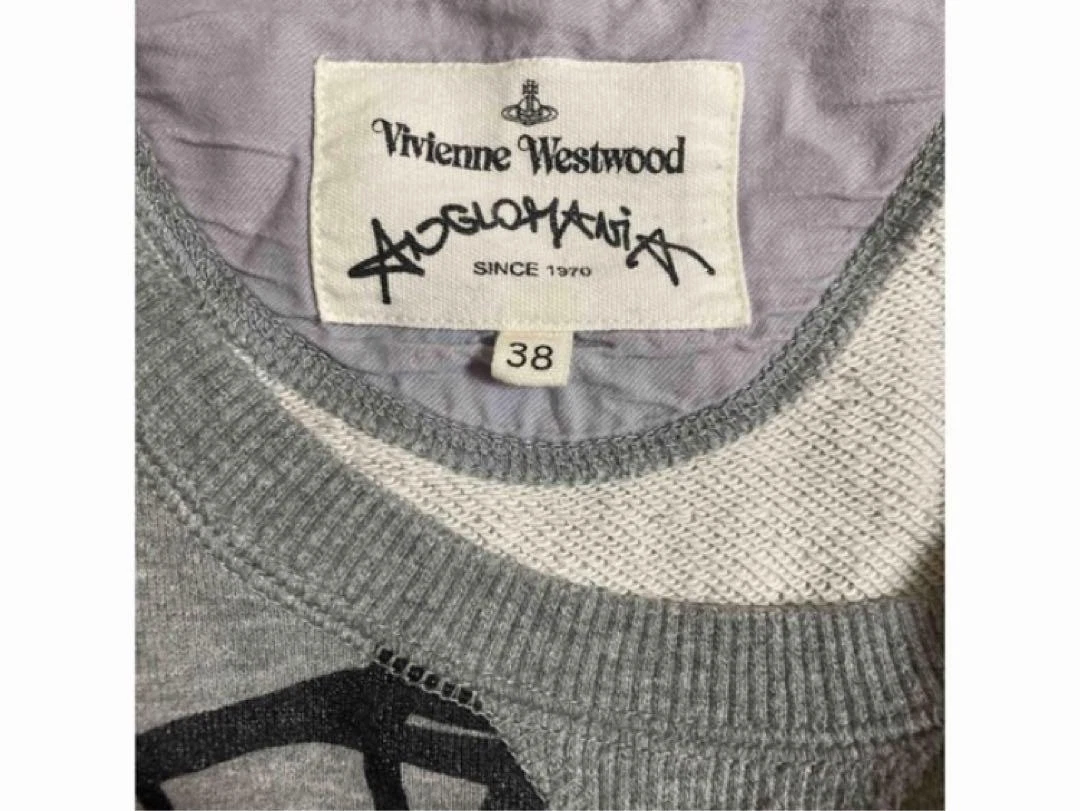 Vivienne Westwood
ANGLOMANiA
SINCE 1970
38